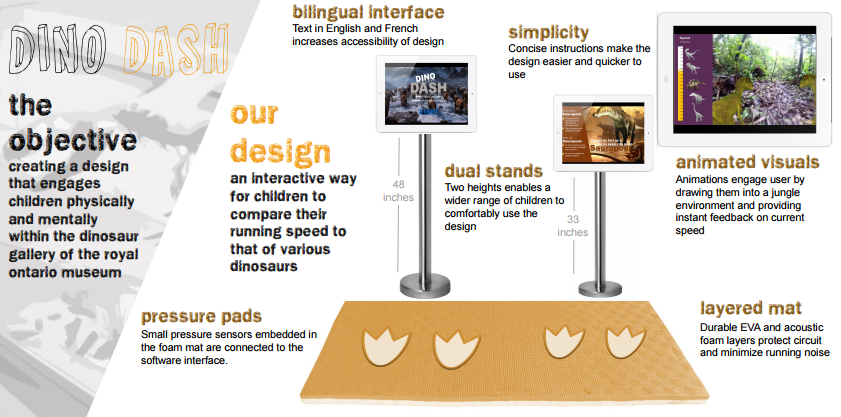 DINO DASH
the
objective
creating a design
that engages
children physically
and mentally
within the dinosaur
gallery of the royal
ontario museum
our
design
an interactive way
for children to
compare their
running speed to
that of various
dinosaurs
bilingual interface
Text in English and French
increases accessibility of design
simplicity
Concise instructions make the
design easier and quicker to
use
DINO
DASH
48
inches
dual stands
Two heights enables a
wider range of children to
comfortably use the
design
33
inches
Sauropods
Speed
animated visuals
Animations engage user by
drawing them into a jungle
environment and providing
instant feedback on current
speed
pressure pads
Small pressure sensors embedded in
the foam mat are connected to the
software interface.
layered mat
Durable EVA and acoustic
foam layers protect circuit
and minimize running noise